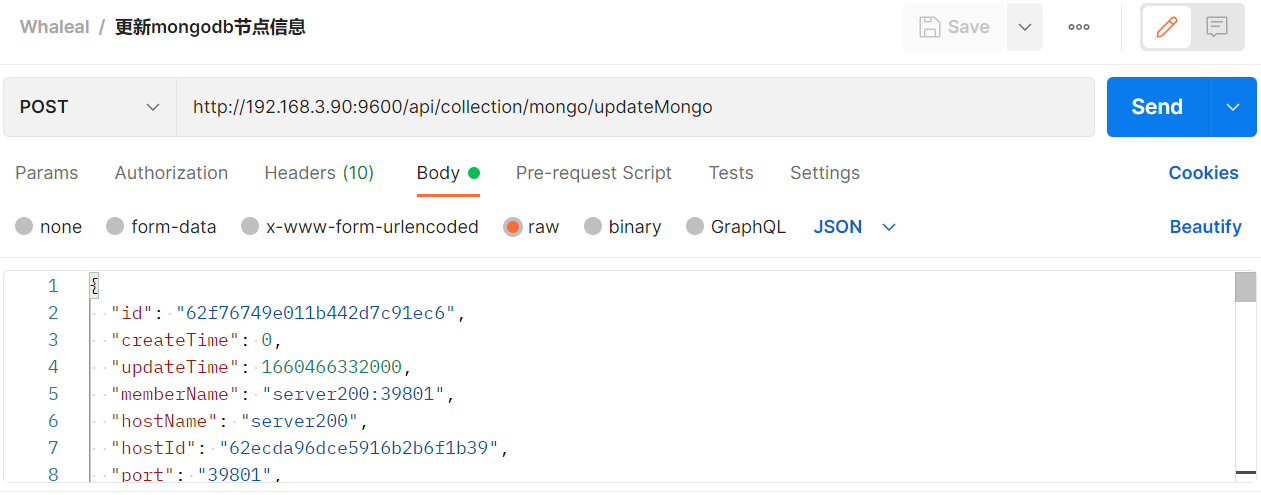 Whaleal / 更新mongodb节点信息
Save
POST http://192.168.3.90:9600/api/collection/mongo/updateMongo Send
Params Authorization Headers (10) Body Pre-request Script Tests Settings Cookies
none form-data x-www-form-urlencoded raw binary GraphQL JSON Beautify
1 {
2 "id": "62f76749e011b442d7c91ec6",
3 "createTime": 0,
4 "updateTime": 1660466332000,
5 "memberName": "server200:39801",
6 "hostName": "server200",
7 "hostId": "62ecda96dce5916b2b6f1b39",
8 "port": "39801",